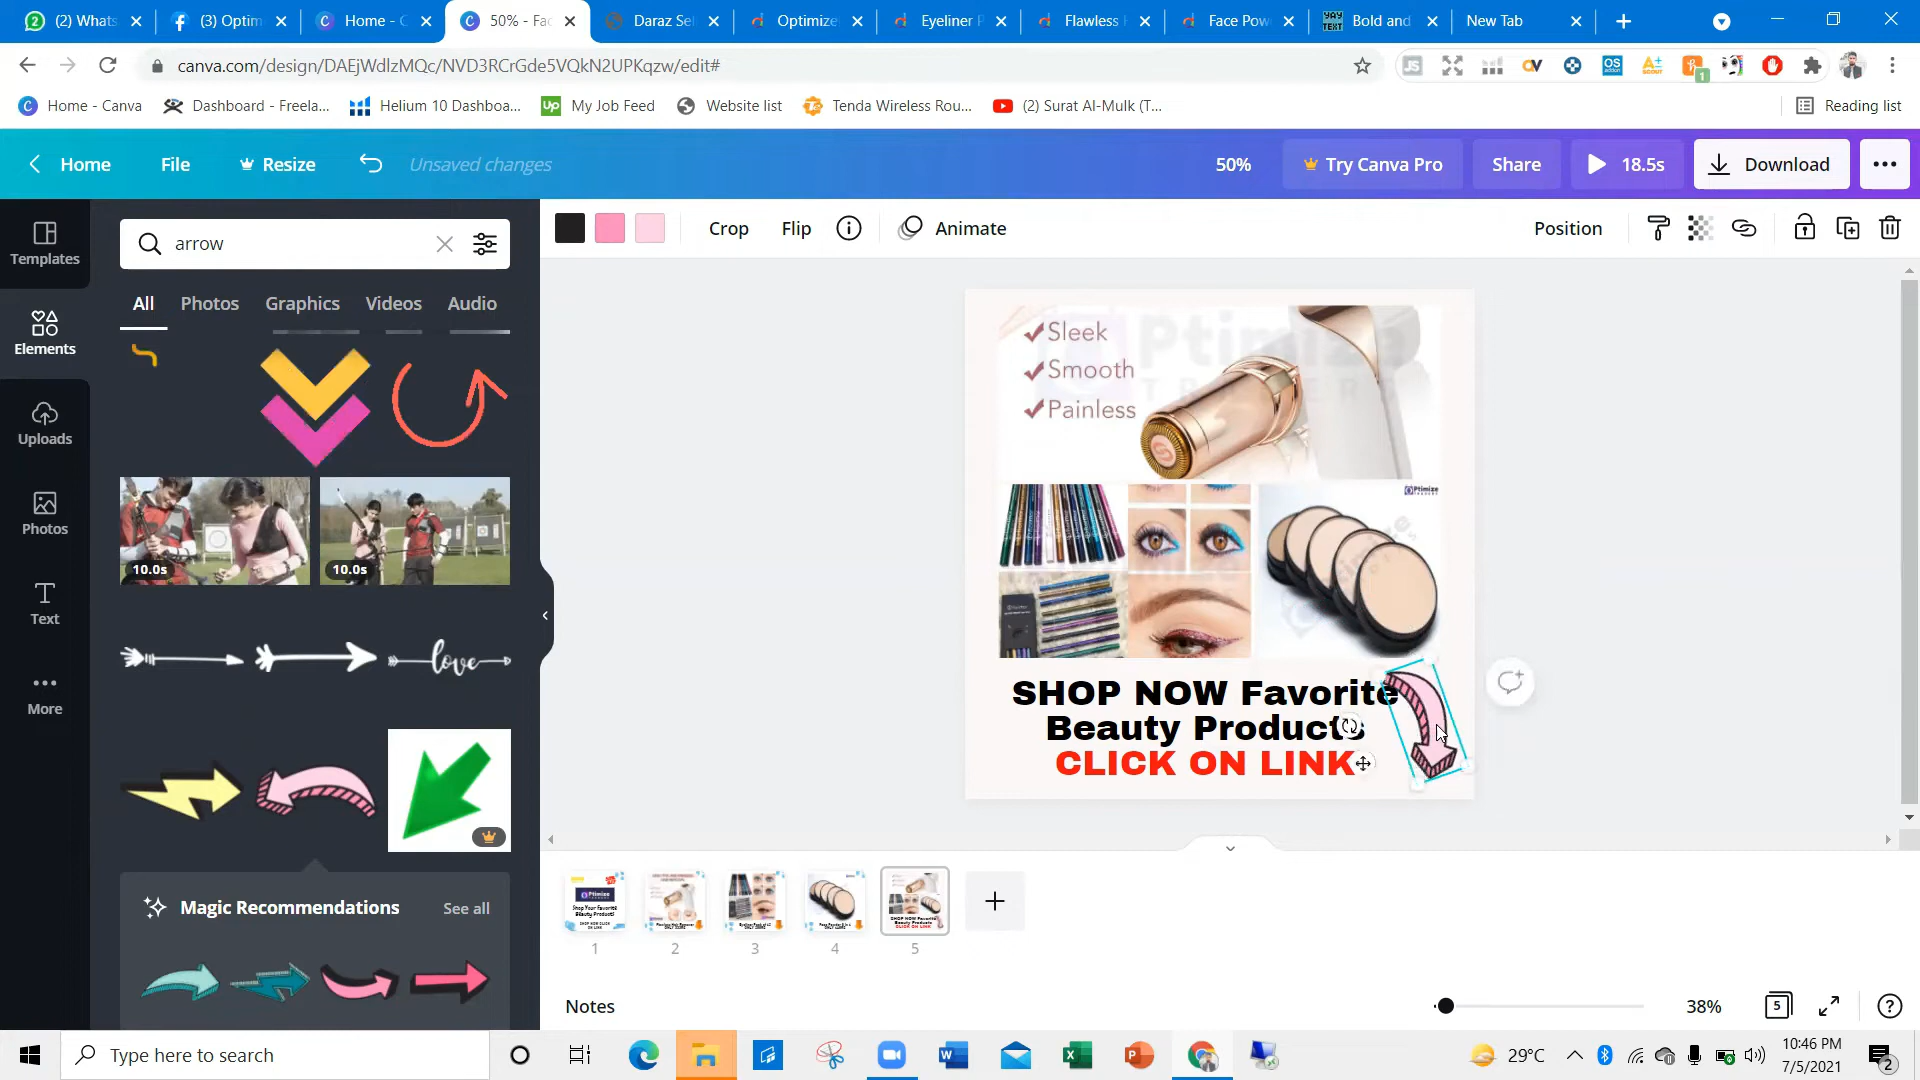 (2) Whats
(3) Optim
Home - C
50% - Fac
Daraz Sel
Optimize
Eyeliner P
Flawless
Face Pow
Bold and
New Tab
canva.com/design/DAEjWdlzMQc/NVD3RCrGde5VQkN2UPKqzw/edit#
Home - Canva
Dashboard - Freela...
Helium 10 Dashboa...
My Job Feed
Website list
Tenda Wireless Rou...
(2) Surat Al-Mulk (T...
Reading list
Home
File
Resize
Unsaved changes
50%
Try Canva Pro
Share
18.5s
Download
Templates
Elements
Uploads
Photos
Text
More
arrow
All
Photos
Graphics
Videos
Audio
10.0s
10.0s
love
Magic Recommendations
See all
Crop
Flip
Animate
Position
Sleek
Smooth
Painless
Ptimize
SHOP NOW Favorite
Beauty Products
CLICK ON LINK
1
2
3
4
5
Notes
38%
5
Type here to search
29°C
10:46 PM
7/5/2021
2